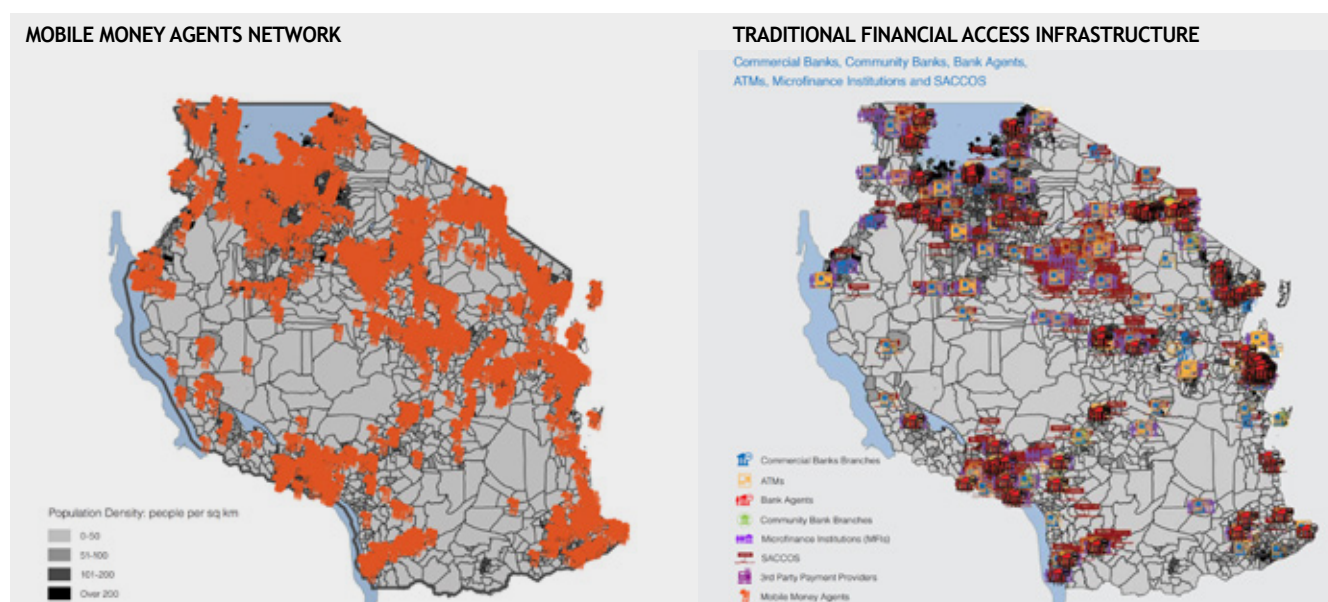 MOBILE MONEY AGENTS NETWORK
Population Density: people per sq km
0-50
51-100
101-200
Over 200
TRADITIONAL FINANCIAL ACCESS INFRASTRUCTURE
Commercial Banks, Community Banks, Bank Agents,
ATMs, Microfinance Institutions and SACCOS
Commercial Banks Branches
ATMs
Bank Agents
Community Bank Branches
Microfinance Institutions (MFIs)
SACCOS
3rd Party Payment Providers
Mobile Money Agents